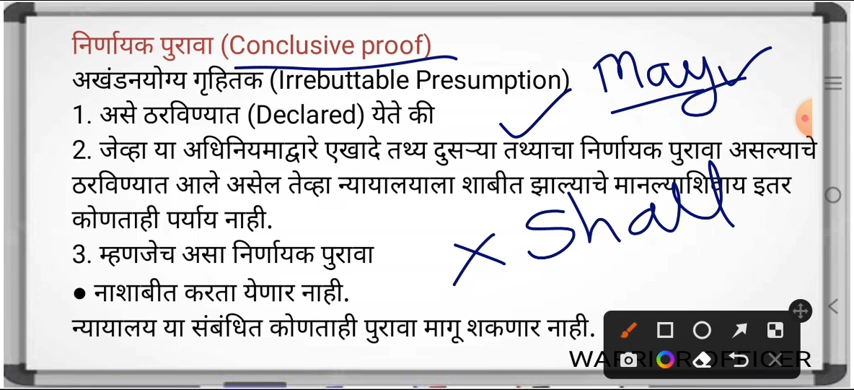 निर्णायक पुरावा (Conclusive proof)
अखंडनयोग्य गृहितक (Irrebuttable Presumption)
May
1. असे ठरविण्यात (Declared) येते की
2. जेव्हा या अधिनियमाद्वारे एखादे तथ्य दुसऱ्या तथ्याचा निर्णायक पुरावा असल्याचे
ठरविण्यात आले असेल तेव्हा न्यायालयाला शाबीत झाल्याचे मानल्याशिवाय इतर
कोणताही पर्याय नाही.
Shall
3. म्हणजेच असा निर्णायक पुरावा
● नाशाबीत करता येणार नाही.
न्यायालय या संबंधित कोणताही पुरावा मागू शकणार नाही.
WARRIOR OFFICER